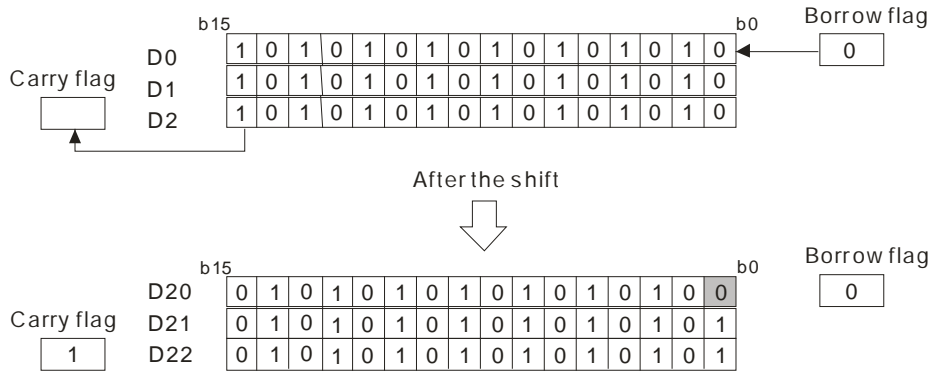 b15 b0 Borrow flag
D0 1 0 1 0 1 0 1 0 1 0 1 0 1 0 1 0 0
Carry flag D1 1 0 1 0 1 0 1 0 1 0 1 0 1 0 1 0
D2 1 0 1 0 1 0 1 0 1 0 1 0 1 0 1 0
After the shift
b15 b0 Borrow flag
D20 0 1 0 1 0 1 0 1 0 1 0 1 0 1 0 0 0
Carry flag D21 0 1 0 1 0 1 0 1 0 1 0 1 0 1 0 1
1 D22 0 1 0 1 0 1 0 1 0 1 0 1 0 1 0 1